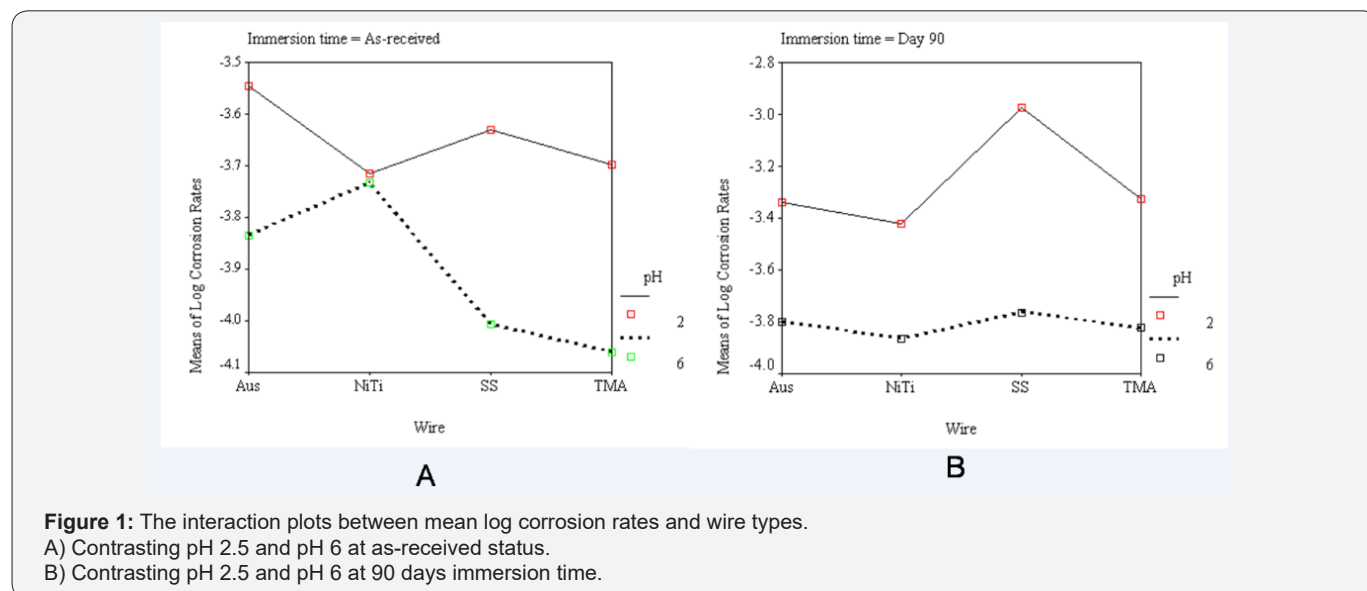 Immersion time = As-received
-3.5
-3.6
-3.7
-3.8
-3.9
-4.0
-4.1
Means of Log Corrosion Rates
Aus NiTi SS TMA
Wire
pH
2
6
A
Immersion time = Day 90
-2.8
-3.0
-3.2
-3.4
-3.6
-3.8
-4.0
Means of Log Corrosion Rates
Aus NiTi SS TMA
Wire
pH
2
6
B
Figure 1: The interaction plots between mean log corrosion rates and wire types.
A) Contrasting pH 2.5 and pH 6 at as-received status.
B) Contrasting pH 2.5 and pH 6 at 90 days immersion time.